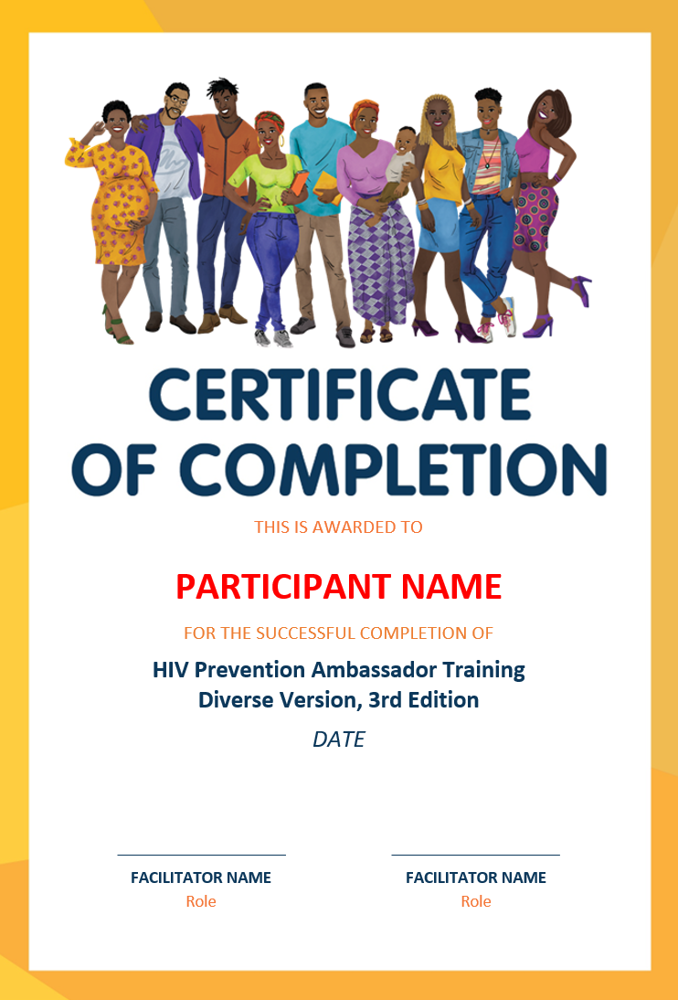 CERTIFICATE
OF COMPLETION
THIS IS AWARDED TO
PARTICIPANT NAME
FOR THE SUCCESSFUL COMPLETION OF
HIV Prevention Ambassador Training
Diverse Version, 3rd Edition
DATE
FACILITATOR NAME
Role
FACILITATOR NAME
Role